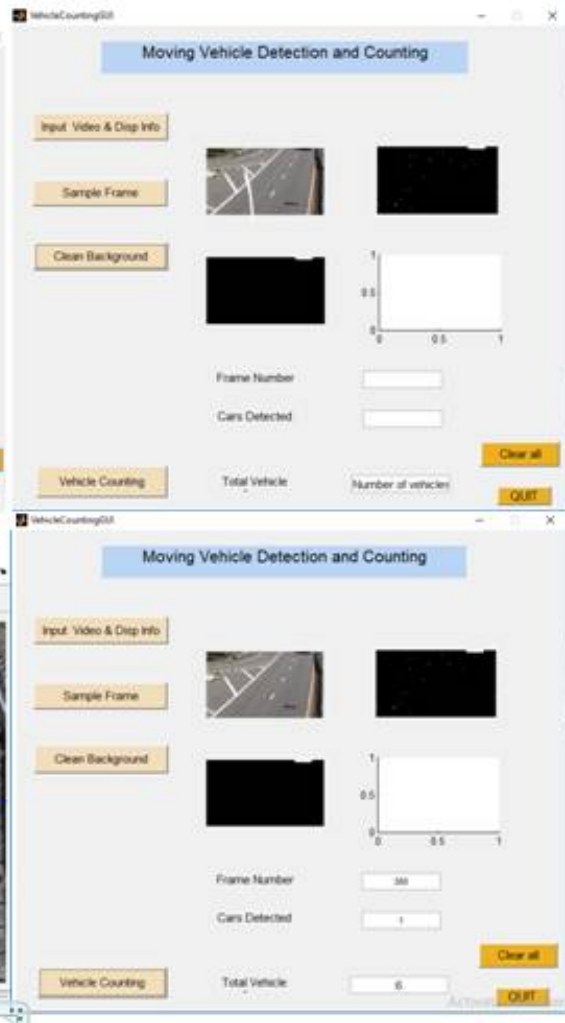 VehicleCountingGUI
Moving Vehicle Detection and Counting
Input Video & Disp Info
Sample Frame
Clean Background
1
0.5
0
0 0.5 1
Frame Number
Cars Detected
Clear all
Vehicle Counting Total Vehicle Number of vehicles
QUIT
VehicleCountingGUI
Moving Vehicle Detection and Counting
Input Video & Disp Info
Sample Frame
Clean Background
1
0.5
0
0 0.5 1
Frame Number
Cars Detected 1
Clear all
Vehicle Counting Total Vehicle 6
QUIT